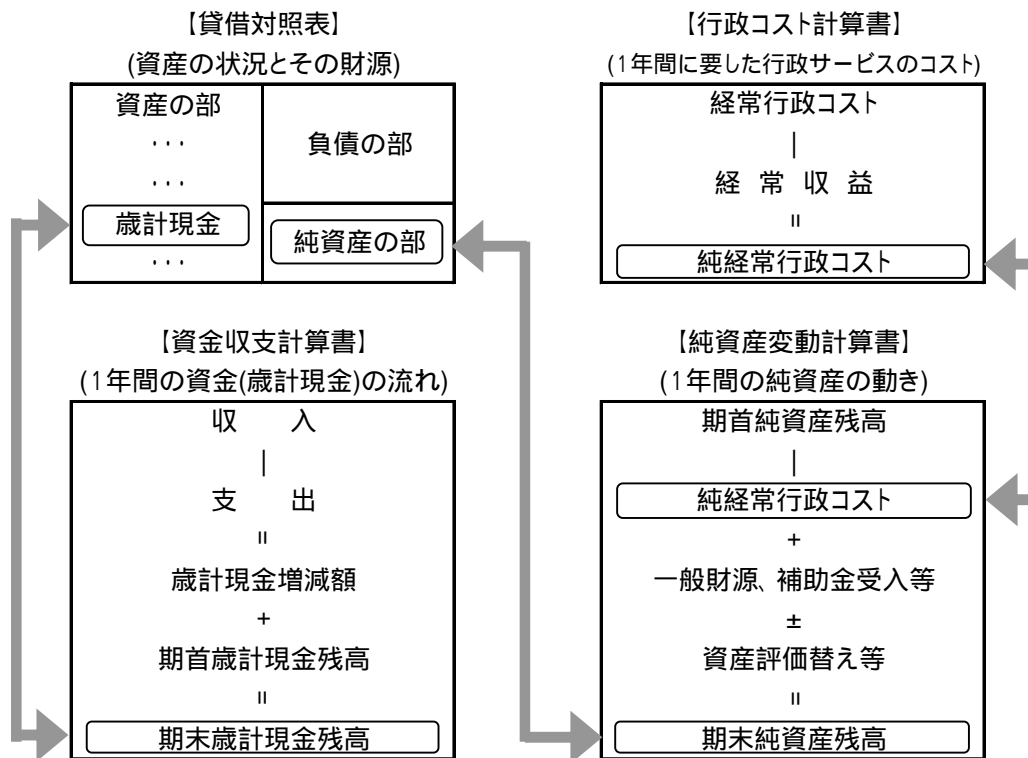 【貸借対照表】
(資産の状況とその財源)
資産の部
・・・
・・・
歳計現金
・・・
負債の部
純資産の部
【行政コスト計算書】
(1年間に要した行政サービスのコスト)
経常行政コスト
|
経 常 収 益
=
純経常行政コスト
【資金収支計算書】
(1年間の資金(歳計現金)の流れ)
収 入
|
支 出
=
歳計現金増減額
+
期首歳計現金残高
=
期末歳計現金残高
【純資産変動計算書】
(1年間の純資産の動き)
期首純資産残高
|
純経常行政コスト
+
一般財源、補助金受入等
±
資産評価替え等
=
期末純資産残高